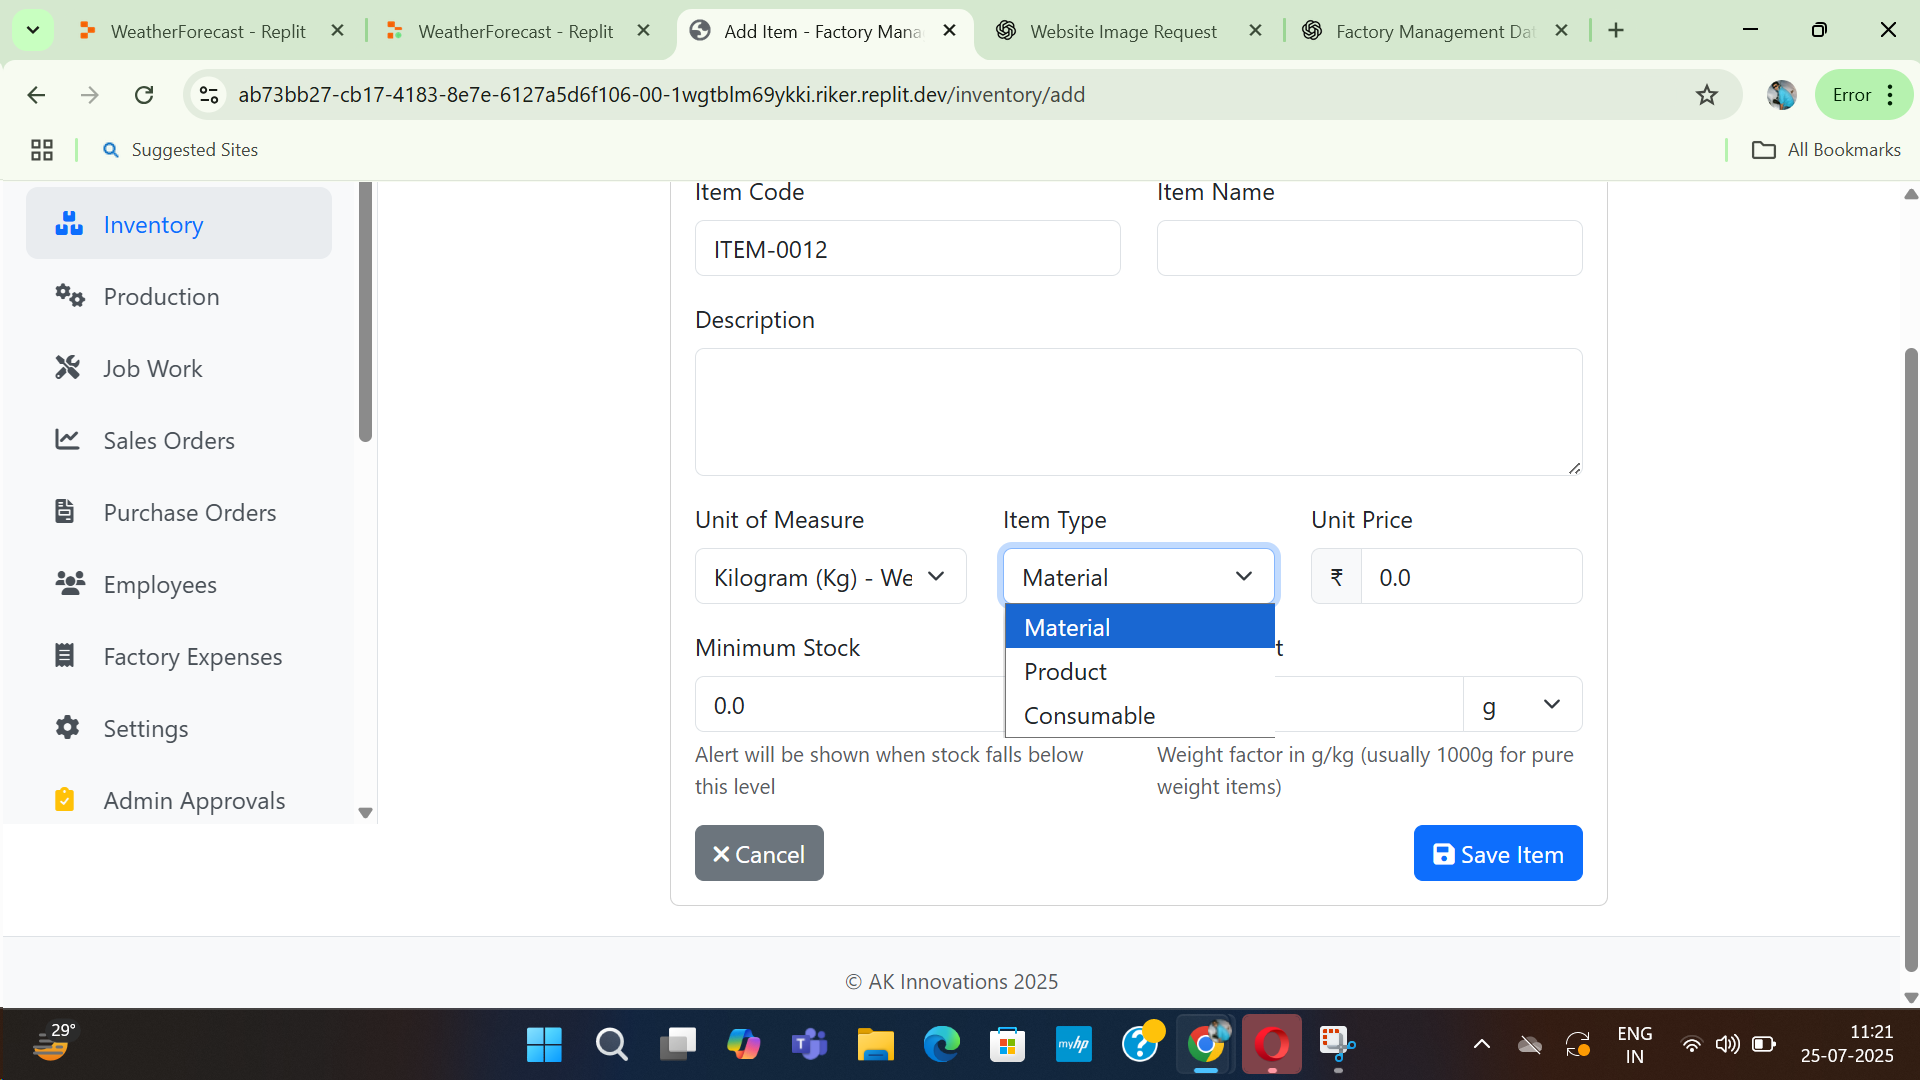 WeatherForecast - Replit
WeatherForecast - Replit
Add Item - Factory Mana
Website Image Request
Factory Management Dat
ab73bb27-cb17-4183-8e7e-6127a5d6f106-00-1wgtblm69ykki.riker.replit.dev/inventory/add
Error
Suggested Sites
All Bookmarks
Inventory
Production
Job Work
Sales Orders
Purchase Orders
Employees
Factory Expenses
Settings
Admin Approvals
Item Code
Item Name
ITEM-0012
Description
Unit of Measure
Item Type
Unit Price
Kilogram (Kg) - We
Material
₹
0.0
Material
Product
Consumable
Minimum Stock
t
0.0
g
Alert will be shown when stock falls below
this level
Weight factor in g/kg (usually 1000g for pure
weight items)
Cancel
Save Item
© AK Innovations 2025
29°
myhp
ENG
IN
11:21
25-07-2025